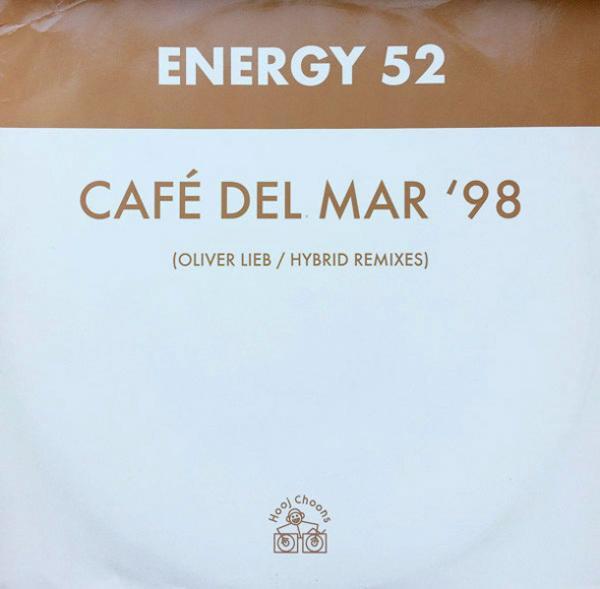 ENERGY 52
CAFÉ DEL MAR ‘98
(OLIVER LIEB / HYBRID REMIXES)
Hooj Choons